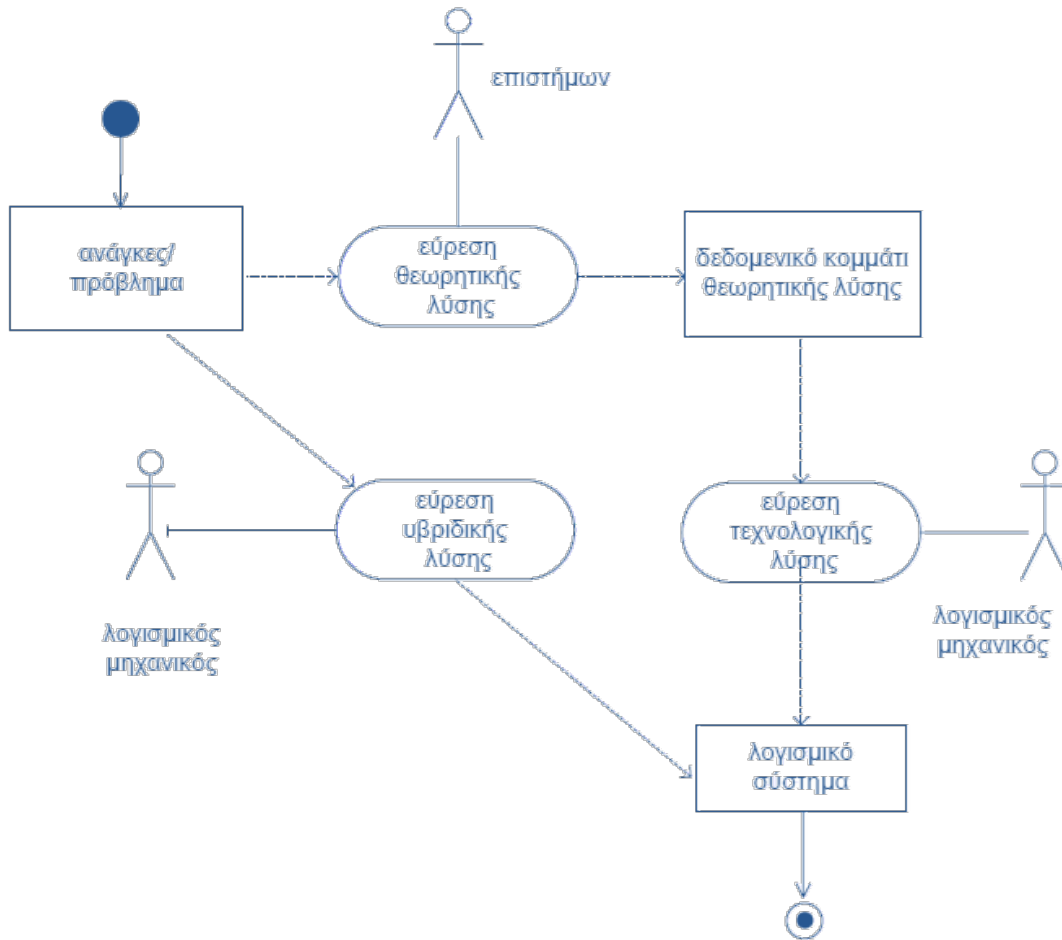 επιστήμων
ανάγκες/
πρόβλημα
εύρεση
θεωρητικής
λύσης
δεδομενικό κομμάτι
θεωρητικής λύσης
εύρεση
υβριδικής
λύσης
εύρεση
τεχνολογικής
λύσης
λογισμικός
μηχανικός
λογισμικός
μηχανικός
λογισμικό
σύστημα